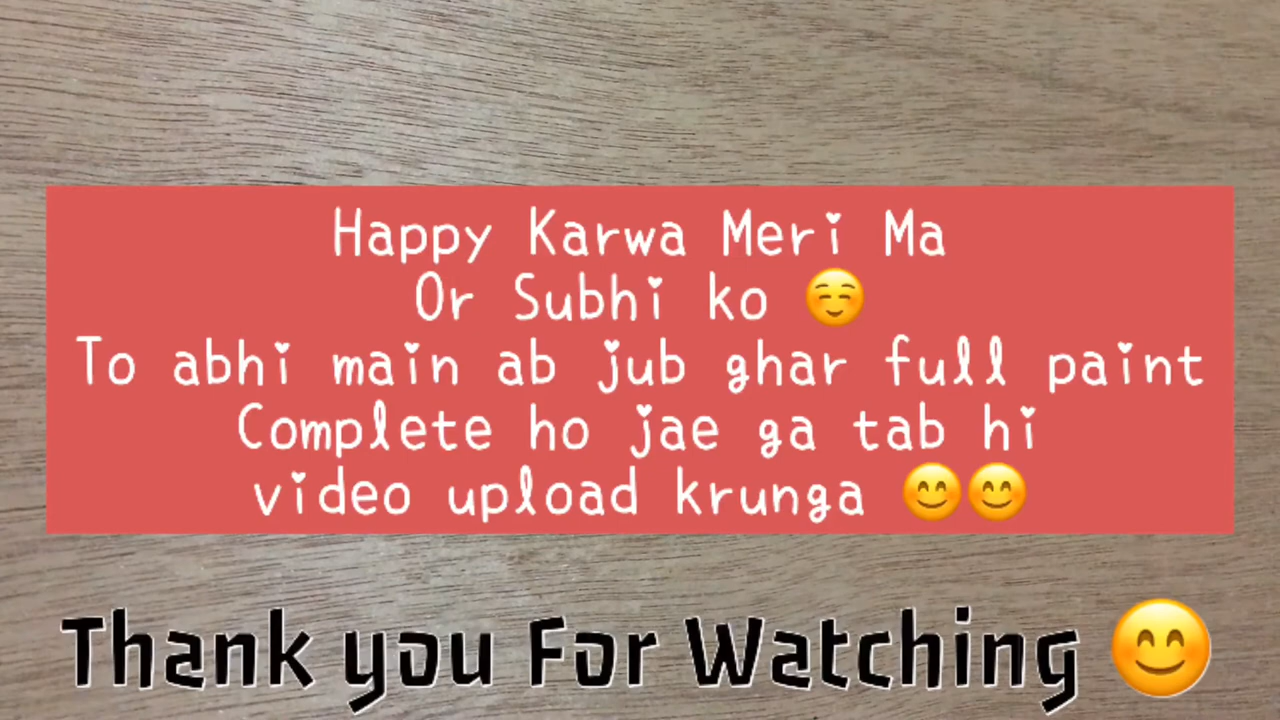 Happy Karwa Meri Ma
Or Subhi ko ☺️
To abhi main ab jub ghar full paint
Complete ho jae ga tab hi
video upload krunga 😊😊
Thank you For Watching 😊